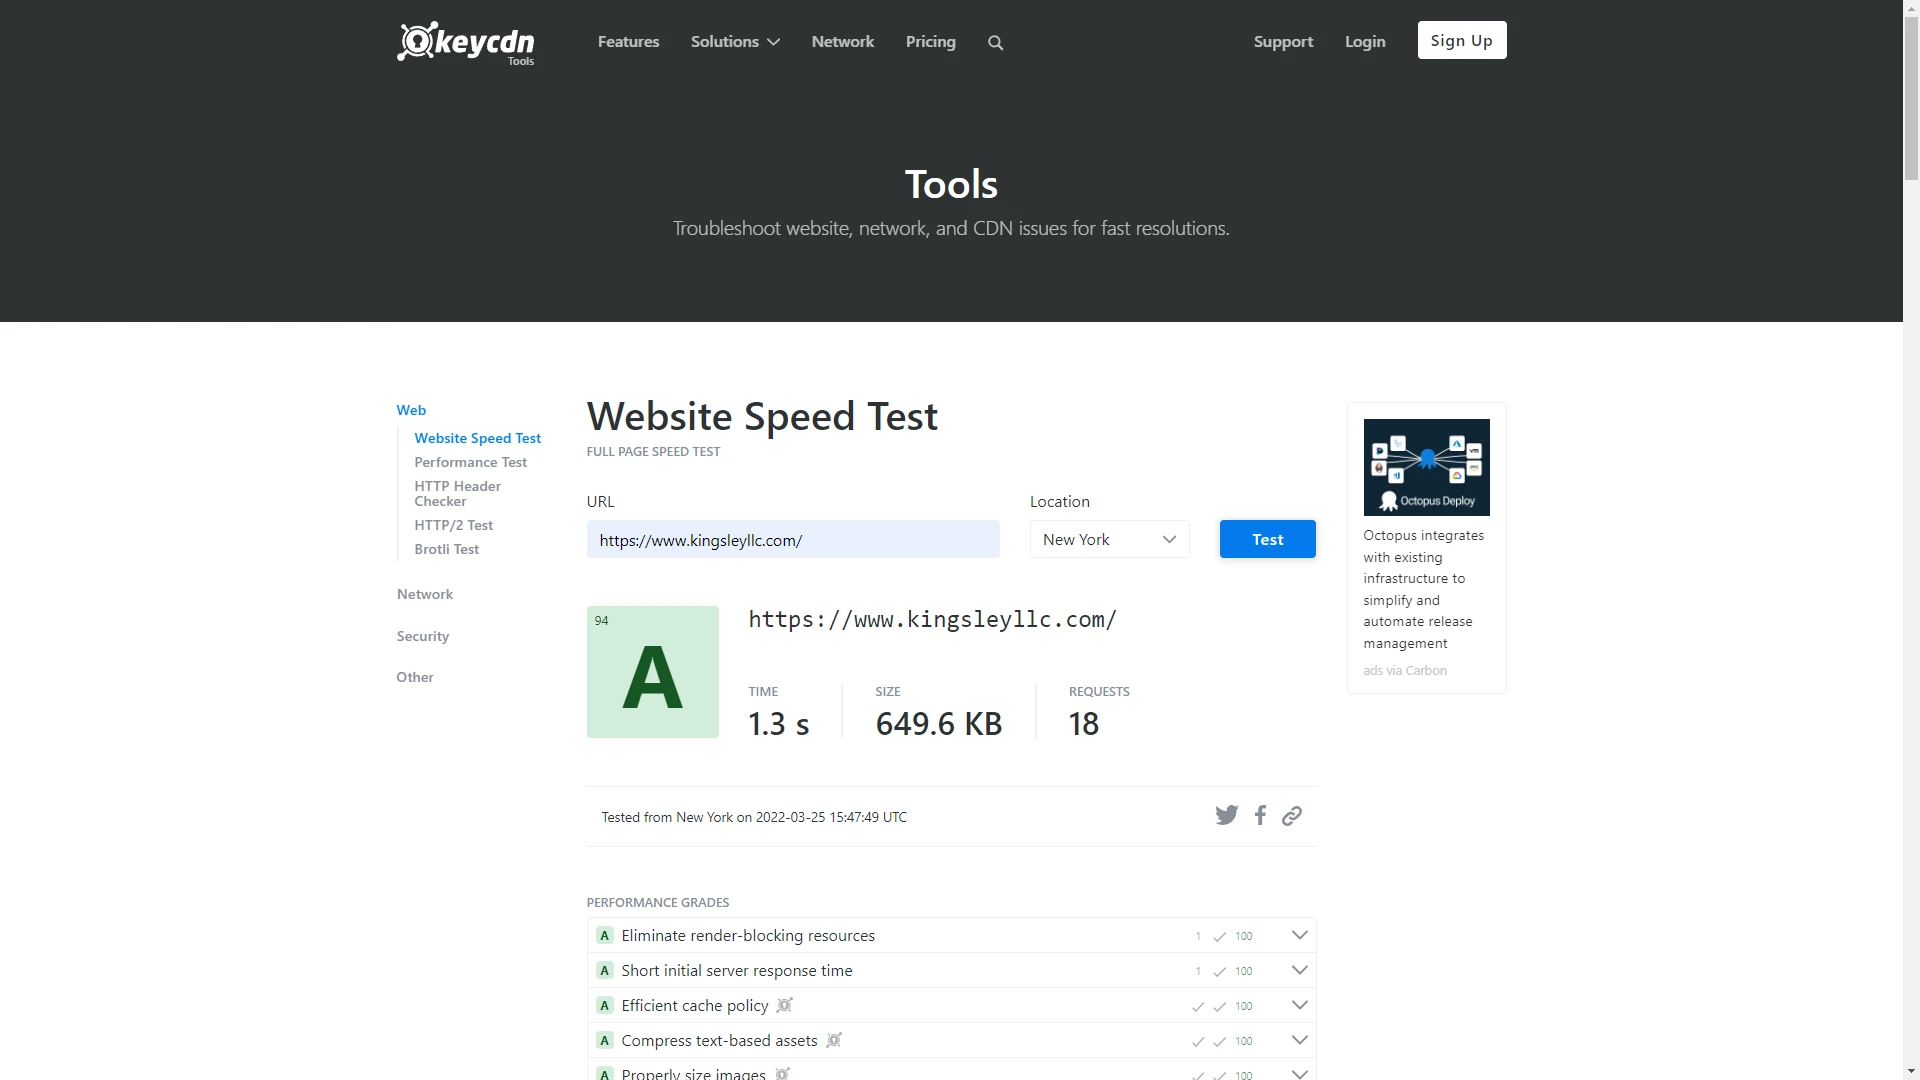 keycdn
Tools
Features
Solutions
Network
Pricing
Support
Login
Sign Up
Tools
Troubleshoot website, network, and CDN issues for fast resolutions.
Web
Website Speed Test
Performance Test
HTTP Header
Checker
HTTP/2 Test
Brotli Test
Network
Security
Other
Website Speed Test
FULL PAGE SPEED TEST
URL
https://www.kingsleyllc.com/
Location
New York
Test
94
A
https://www.kingsleyllc.com/
TIME
1.3 s
SIZE
649.6 KB
REQUESTS
18
Tested from New York on 2022-03-25 15:47:49 UTC
PERFORMANCE GRADES
A Eliminate render-blocking resources 1 100
A Short initial server response time 1 100
A Efficient cache policy 100
A Compress text-based assets 100
A Properly size images 100
Octopus Deploy
Octopus integrates
with existing
infrastructure to
simplify and
automate release
management
ads via Carbon